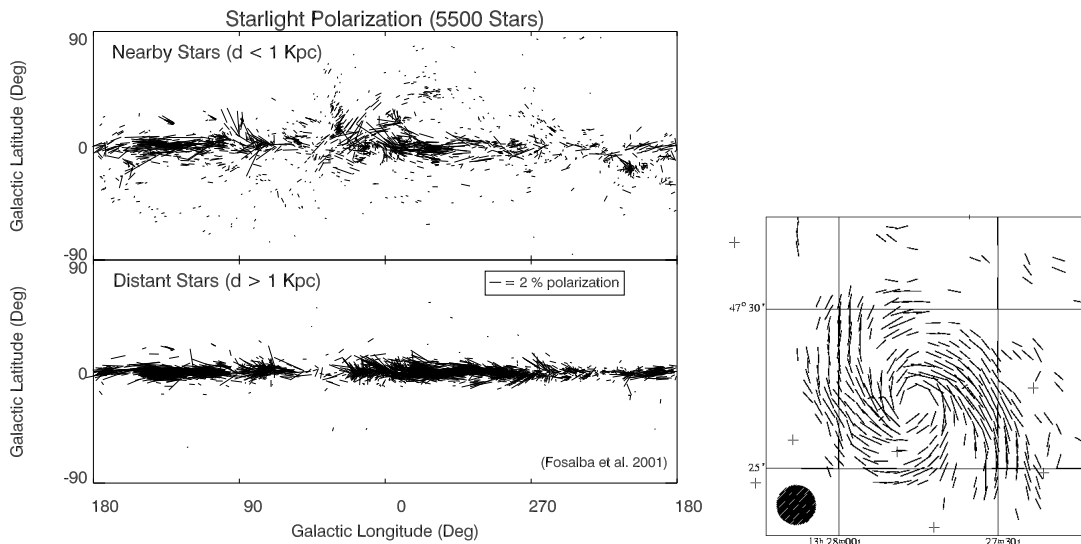 Starlight Polarization (5500 Stars)
90
Nearby Stars (d < 1 Kpc)
Galactic Latitude (Deg)
0
-90
90
Distant Stars (d > 1 Kpc)
— = 2 % polarization
Galactic Latitude (Deg)
0
(Fosalba et al. 2001)
-90
180 90 0 270 180
Galactic Longitude (Deg)
47° 30'
25'
13h 28m00s 27m30s